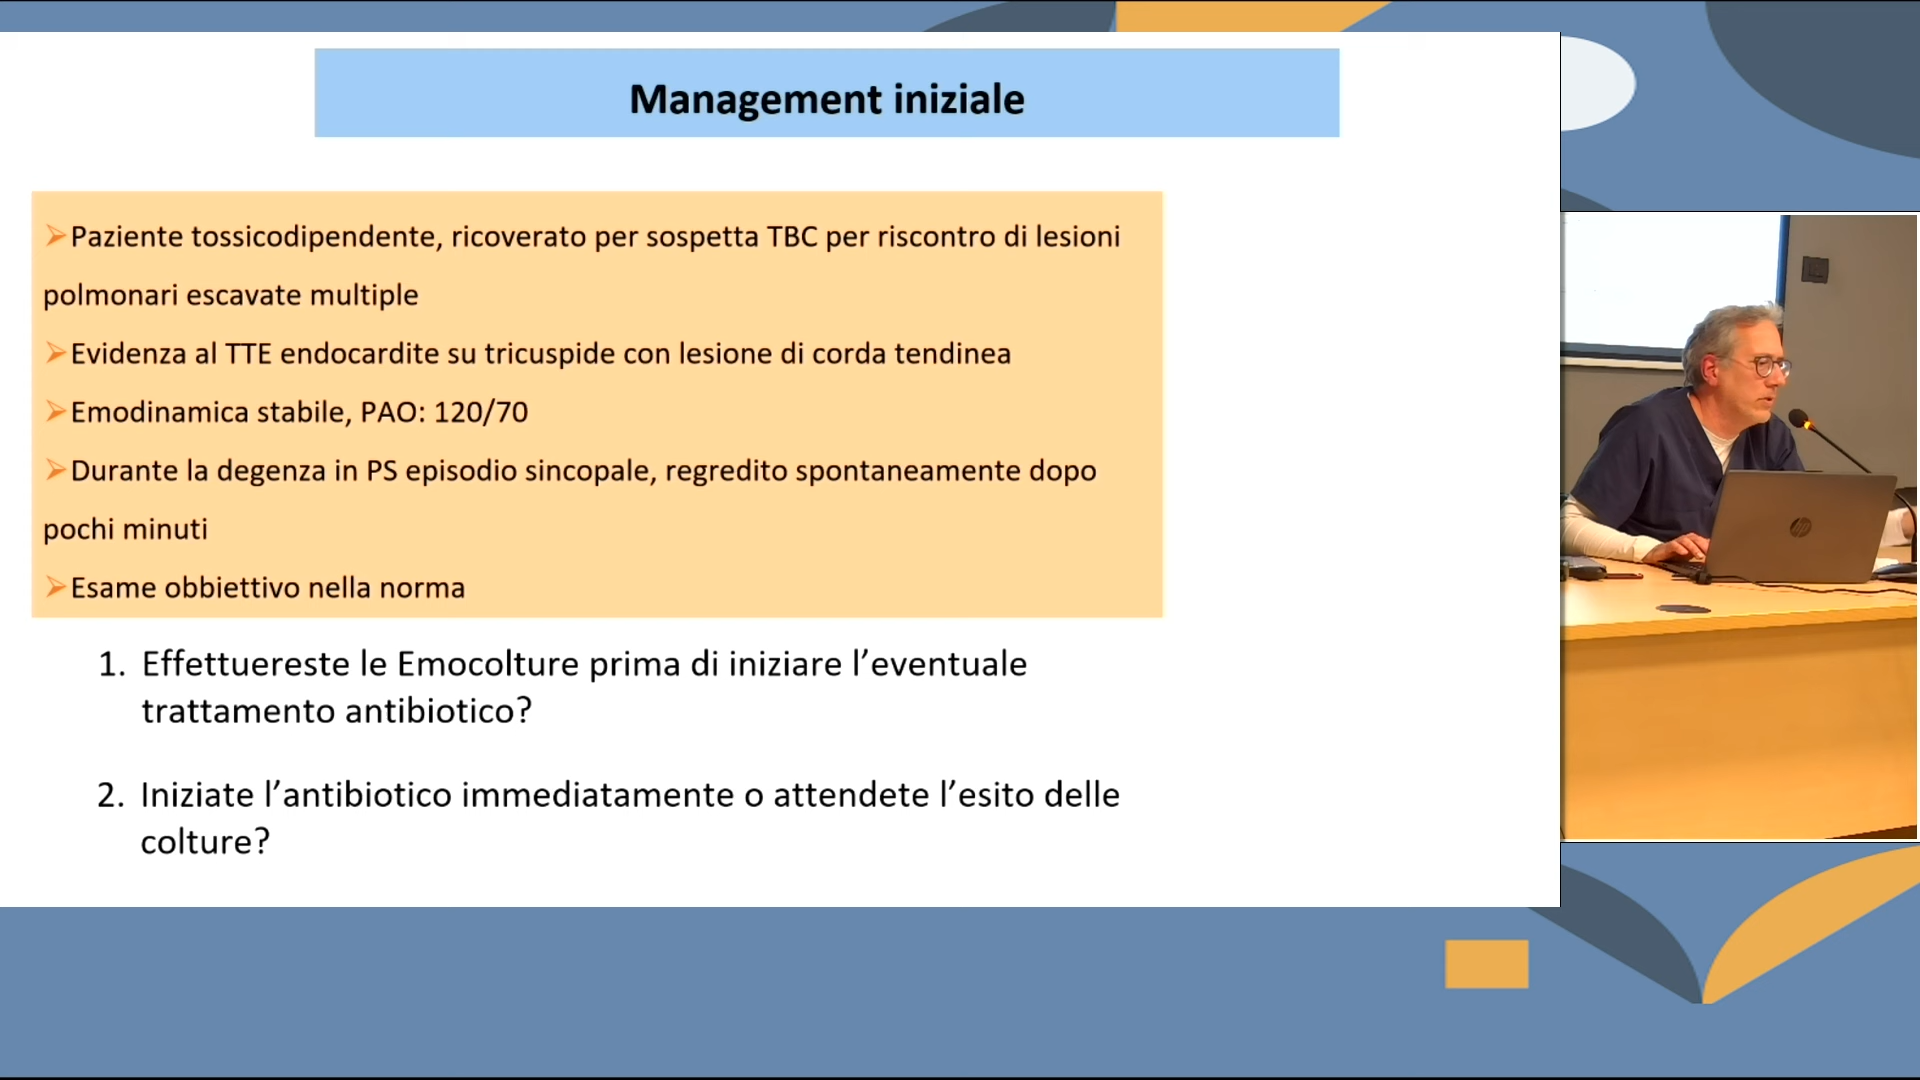 Management iniziale
➢Paziente tossicodipendente, ricoverato per sospetta TBC per riscontro di lesioni
polmonari escavate multiple
➢Evidenza al TTE endocardite su tricuspide con lesione di corda tendinea
➢Emodinamica stabile, PAO: 120/70
➢Durante la degenza in PS episodio sincopale, regredito spontaneamente dopo
pochi minuti
➢Esame obbiettivo nella norma
1. Effettuereste le Emocolture prima di iniziare l’eventuale
trattamento antibiotico?
2. Iniziate l’antibiotico immediatamente o attendete l’esito delle
colture?
hp